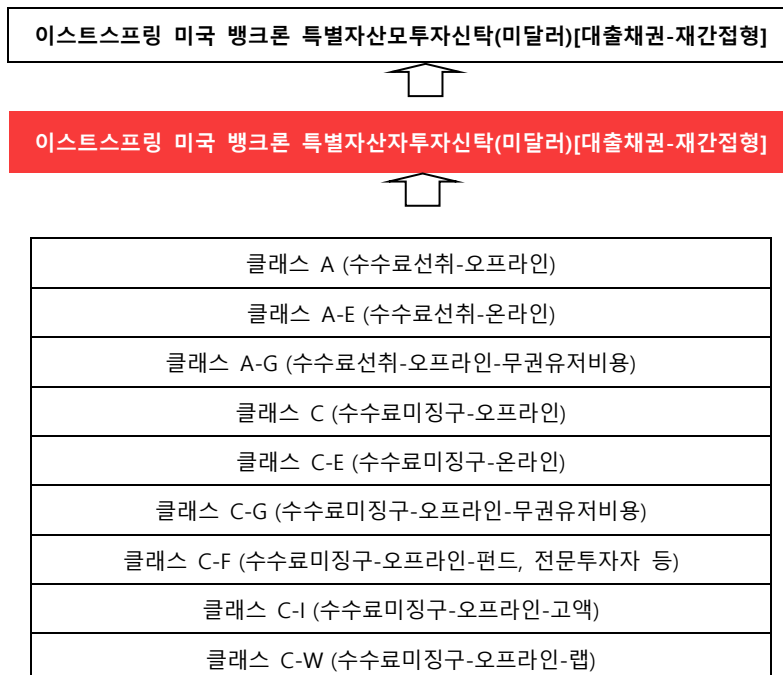 이스트스프링 미국 뱅크론 특별자산모투자신탁(미달러)[대출채권-재간접형]
이스트스프링 미국 뱅크론 특별자산자투자신탁(미달러)[대출채권-재간접형]
클래스 A (수수료선취-오프라인)
클래스 A-E (수수료선취-온라인)
클래스 A-G (수수료선취-오프라인-무권유저비용)
클래스 C (수수료미징구-오프라인)
클래스 C-E (수수료미징구-온라인)
클래스 C-G (수수료미징구-오프라인-무권유저비용)
클래스 C-F (수수료미징구-오프라인-펀드, 전문투자자 등)
클래스 C-I (수수료미징구-오프라인-고액)
클래스 C-W (수수료미징구-오프라인-랩)